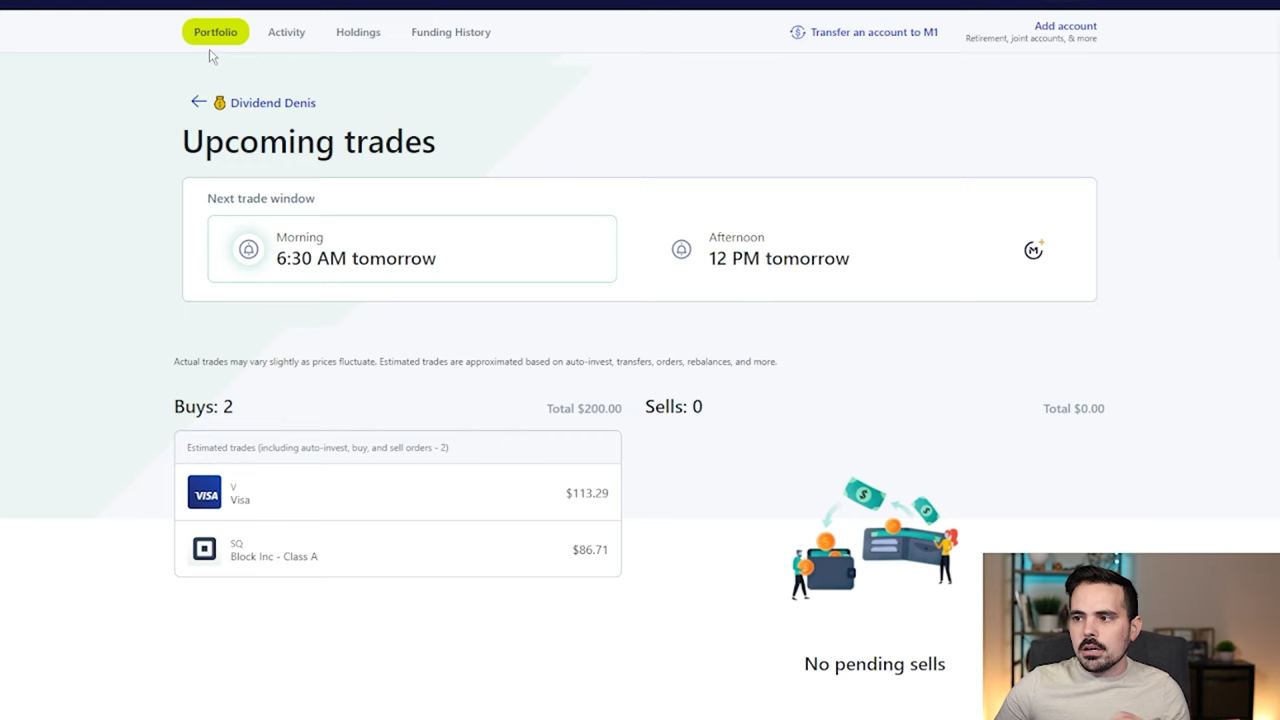 Portfolio
Activity
Holdings
Funding History
Transfer an account to M1
Add account
Retirement, joint accounts, & more
Dividend Denis
Upcoming trades
Next trade window
Morning
6:30 AM tomorrow
Afternoon
12 PM tomorrow
Actual trades may vary slightly as prices fluctuate. Estimated trades are approximated based on auto-invest, transfers, orders, rebalances, and more.
Buys: 2
Total $200.00
Sells: 0
Total $0.00
Estimated trades (including auto-invest, buy, and sell orders - 2)
VISA
V
Visa
$113.29
SQ
Block Inc - Class A
$86.71
No pending sells